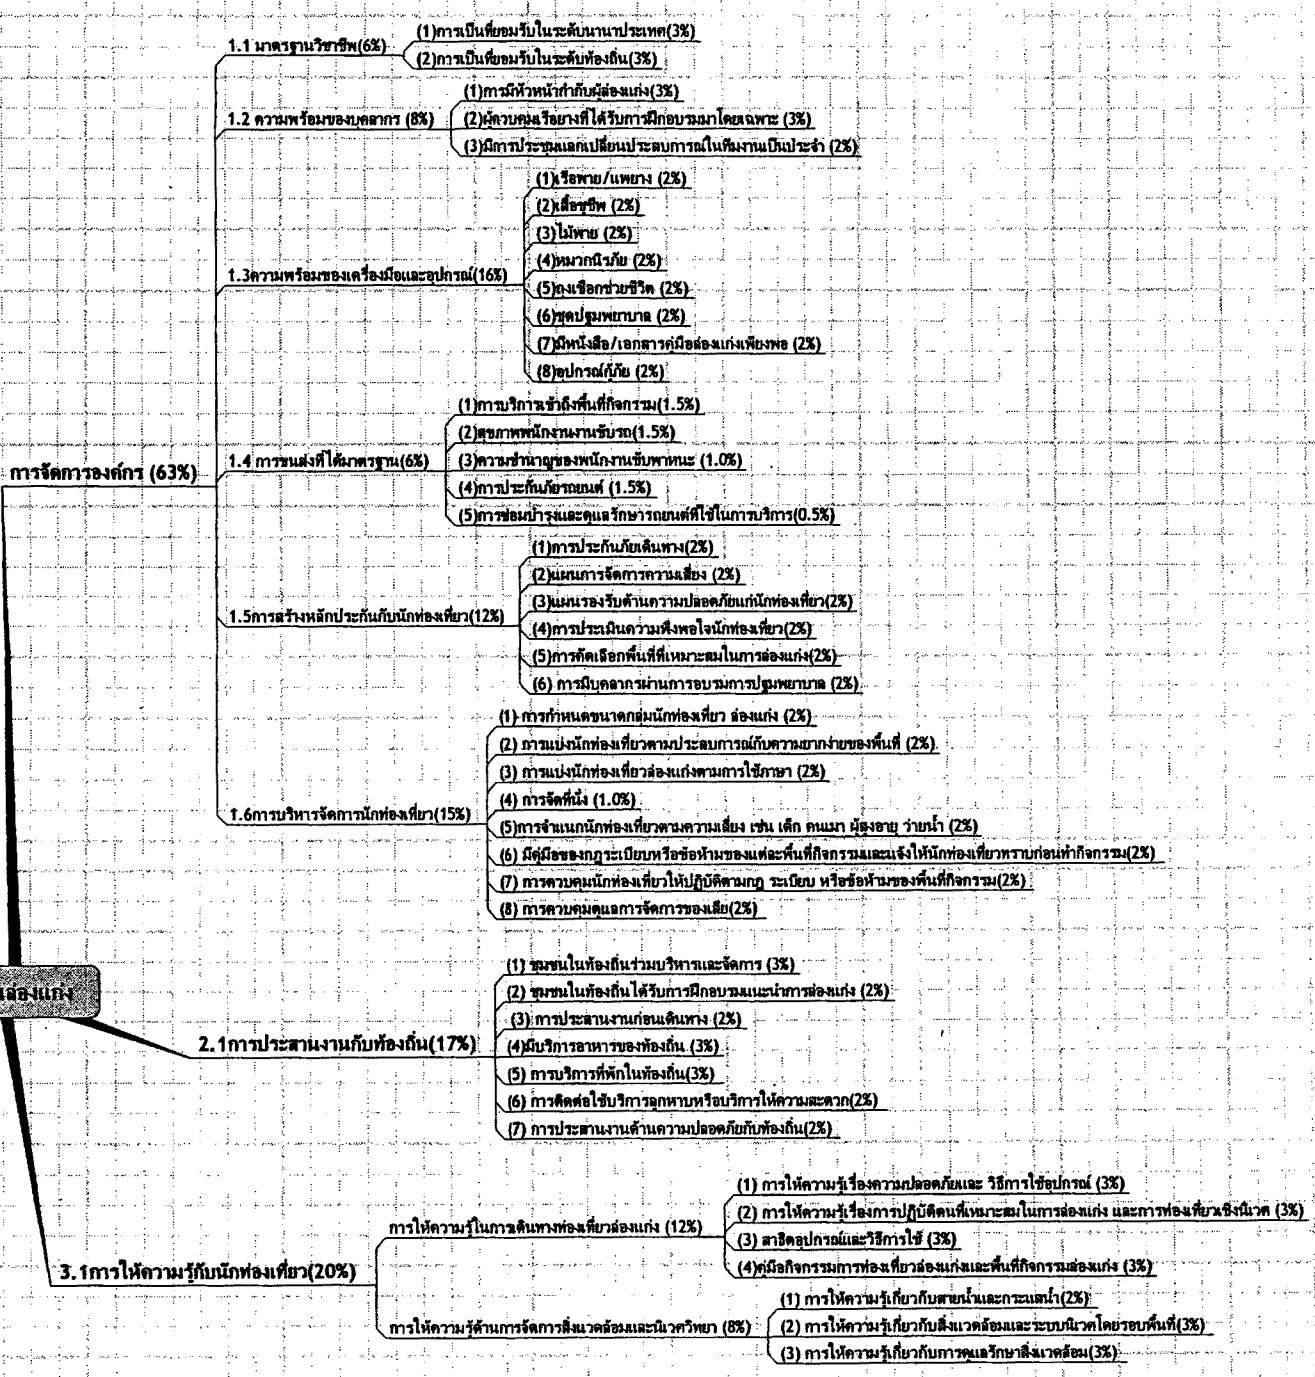 การจัดการองค์กร (63%)
1.1 มาตรฐานวิชาชีพ(6%)
(1)การเป็นที่ยอมรับในระดับนานาประเทศ(3%)
(2)การเป็นที่ยอมรับในระดับท้องถิ่น(3%)
1.2 ความพร้อมของบุคลากร (8%)
(1)การมีหัวหน้ากำกับผู้ล่องแก่ง(3%)
(2)ผู้ควบคุมเรือยางที่ได้รับการฝึกอบรมมาโดยเฉพาะ (3%)
(3)มีการประชุมแลกเปลี่ยนประสบการณ์ในทีมงานเป็นประจำ (2%)
1.3ความพร้อมของเครื่องมือและอุปกรณ์(16%)
(1)เรือพาย/แพยาง (2%)
(2)เสื้อชูชีพ (2%)
(3)ไม้พาย (2%)
(4)หมวกนิรภัย (2%)
(5)ถุงเชือกช่วยชีวิต (2%)
(6)ชุดปฐมพยาบาล (2%)
(7)มีหนังสือ/เอกสารคู่มือล่องแก่งเพียงพอ (2%)
(8)อุปกรณ์กู้ภัย (2%)
1.4 การขนส่งที่ได้มาตรฐาน(6%)
(1)การบริการเข้าถึงพื้นที่กิจกรรม(1.5%)
(2)สุขภาพพนักงานงานขับรถ(1.5%)
(3)ความชำนาญของพนักงานขับพาหนะ (1.0%)
(4)การประกันภัยรถยนต์ (1.5%)
(5)การซ่อมบำรุงและดูแลรักษารถยนต์ที่ใช้ในการบริการ(0.5%)
1.5การสร้างหลักประกันกับนักท่องเที่ยว(12%)
(1)การประกันภัยเดินทาง(2%)
(2)แผนการจัดการความเสี่ยง (2%)
(3)แผนรองรับด้านความปลอดภัยแก่นักท่องเที่ยว(2%)
(4)การประเมินความพึงพอใจนักท่องเที่ยว(2%)
(5)การคัดเลือกพื้นที่ที่เหมาะสมในการล่องแก่ง(2%)
(6) การมีบุคลากรผ่านการอบรมการปฐมพยาบาล (2%)
1.6การบริหารจัดการนักท่องเที่ยว(15%)
(1) การกำหนดขนาดกลุ่มนักท่องเที่ยว ล่องแก่ง (2%)
(2) การแบ่งนักท่องเที่ยวตามประสบการณ์กับความยากง่ายของพื้นที่ (2%)
(3) การแบ่งนักท่องเที่ยวล่องแก่งตามการใช้ภาษา (2%)
(4) การจัดที่นั่ง (1.0%)
(5)การจำแนกนักท่องเที่ยวตามความเสี่ยง เช่น เด็ก คนเมา ผู้สูงอายุ ว่ายน้ำ (2%)
(6) มีคู่มือของกฎระเบียบหรือข้อห้ามของแต่ละพื้นที่กิจกรรมและแจ้งให้นักท่องเที่ยวทราบก่อนทำกิจกรรม(2%)
(7) การควบคุมนักท่องเที่ยวให้ปฏิบัติตามกฎ ระเบียบ หรือข้อห้ามของพื้นที่กิจกรรม(2%)
(8) การควบคุมดูแลการจัดการของเสีย(2%)
ล่องแก่ง
2.1การประสานงานกับท้องถิ่น(17%)
(1) ชุมชนในท้องถิ่นร่วมบริหารและจัดการ (3%)
(2) ชุมชนในท้องถิ่นได้รับการฝึกอบรมแนะนำการล่องแก่ง (2%)
(3) การประสานงานก่อนเดินทาง (2%)
(4)มีบริการอาหารของท้องถิ่น (3%)
(5) การบริการที่พักในท้องถิ่น(3%)
(6) การติดต่อใช้บริการลูกหาบหรือบริการให้ความสะดวก(2%)
(7) การประสานงานด้านความปลอดภัยกับท้องถิ่น(2%)
3.1การให้ความรู้กับนักท่องเที่ยว(20%)
การให้ความรู้ในการเดินทางท่องเที่ยวล่องแก่ง (12%)
(1) การให้ความรู้เรื่องความปลอดภัยและ วิธีการใช้อุปกรณ์ (3%)
(2) การให้ความรู้เรื่องการปฏิบัติตนที่เหมาะสมในการล่องแก่ง และการท่องเที่ยวเชิงนิเวศ (3%)
(3) สาธิตอุปกรณ์และวิธีการใช้ (3%)
(4)คู่มือกิจกรรมการท่องเที่ยวล่องแก่งและพื้นที่กิจกรรมล่องแก่ง (3%)
การให้ความรู้ด้านการจัดการสิ่งแวดล้อมและนิเวศวิทยา (8%)
(1) การให้ความรู้เกี่ยวกับสายน้ำและกระแสน้ำ(2%)
(2) การให้ความรู้เกี่ยวกับสิ่งแวดล้อมและระบบนิเวศโดยรอบพื้นที่(3%)
(3) การให้ความรู้เกี่ยวกับการดูแลรักษาสิ่งแวดล้อม(3%)